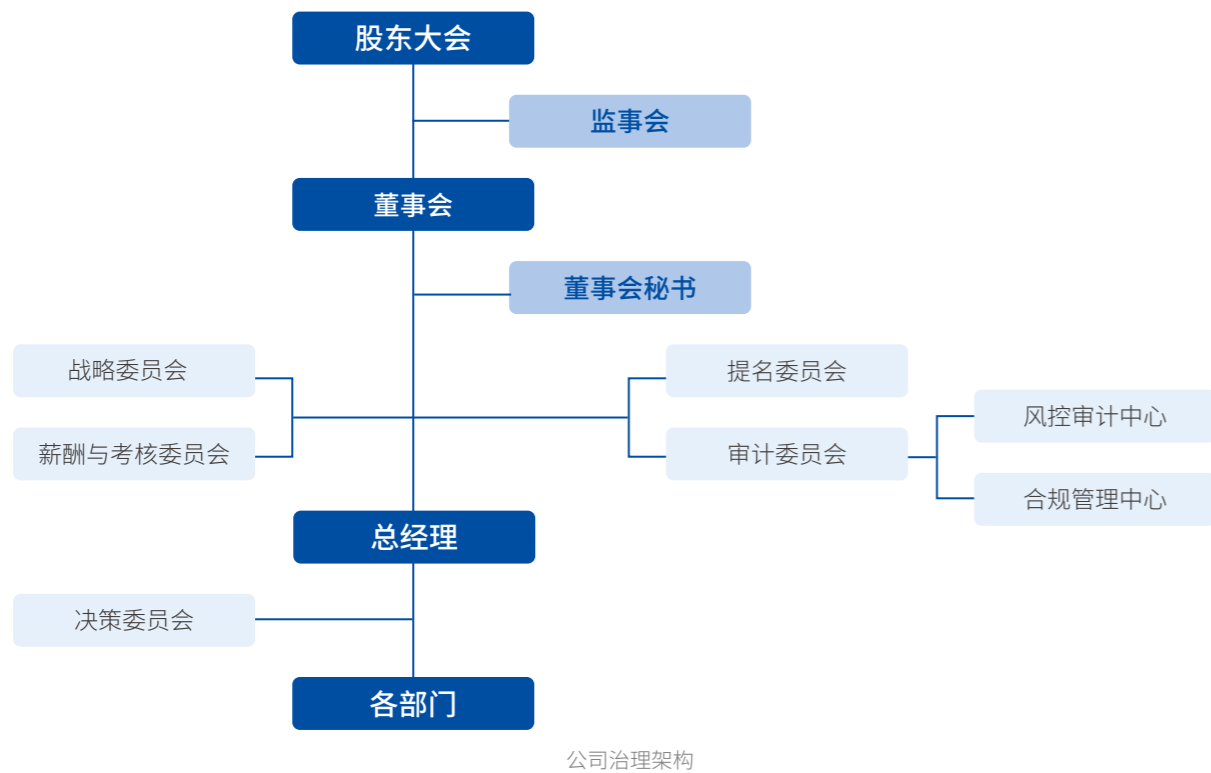 股东大会
监事会
董事会
董事会秘书
战略委员会
提名委员会
风控审计中心
薪酬与考核委员会
审计委员会
合规管理中心
总经理
决策委员会
各部门
公司治理架构